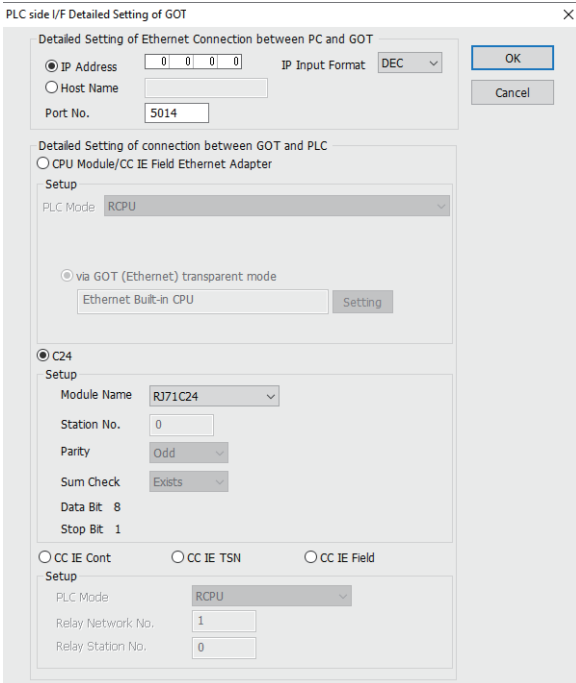 PLC side I/F Detailed Setting of GOT
Detailed Setting of Ethernet Connection between PC and GOT
IP Address 0 0 0 0 IP Input Format DEC
Host Name
Port No. 5014
OK
Cancel
Detailed Setting of connection between GOT and PLC
CPU Module/CC IE Field Ethernet Adapter
Setup
PLC Mode RCPU
via GOT (Ethernet) transparent mode
Ethernet Built-in CPU Setting
C24
Setup
Module Name RJ71C24
Station No. 0
Parity Odd
Sum Check Exists
Data Bit 8
Stop Bit 1
CC IE Cont CC IE TSN CC IE Field
Setup
PLC Mode RCPU
Relay Network No. 1
Relay Station No. 0